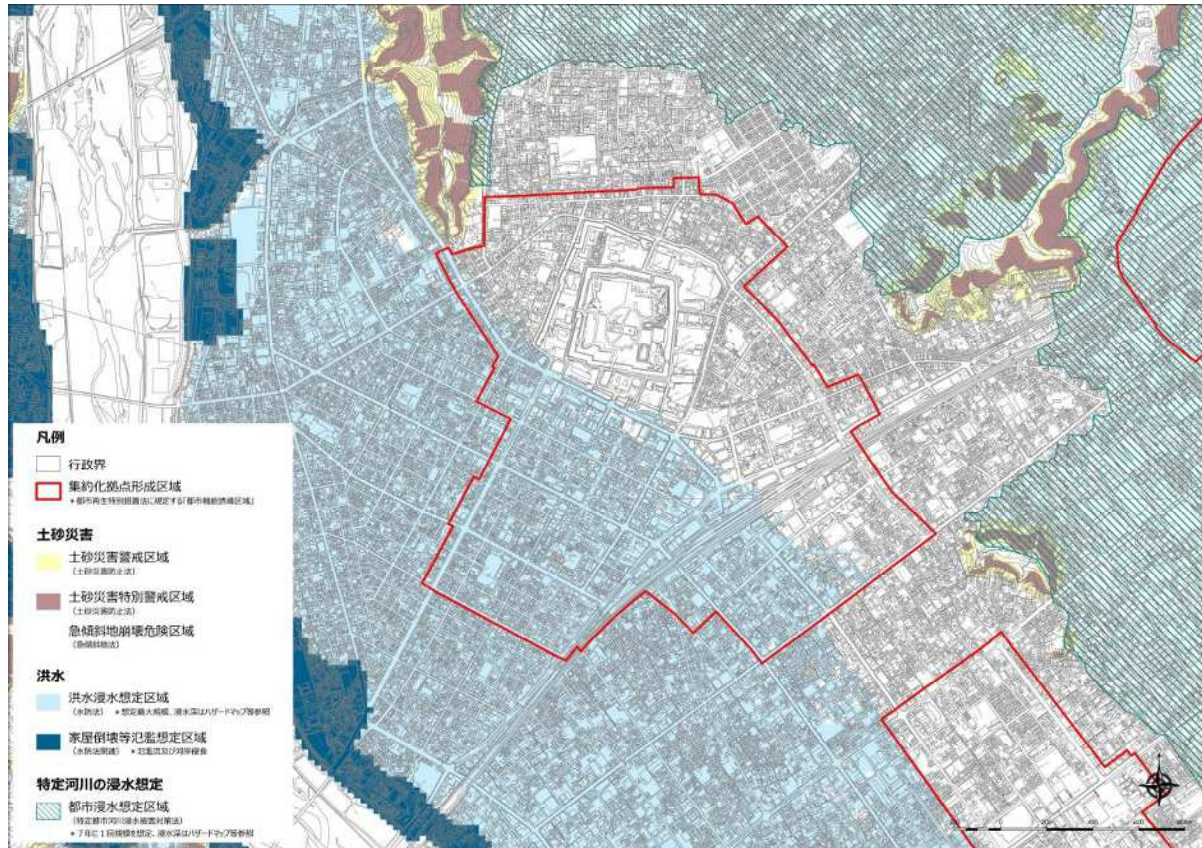 凡例
行政界
集約化拠点形成区域
＊都市再生特別措置法に規定する「都市機能誘導区域」
土砂災害
土砂災害警戒区域
（土砂災害防止法）
土砂災害特別警戒区域
（土砂災害防止法）
急傾斜地崩壊危険区域
（急傾斜地法）
洪水
洪水浸水想定区域
（水防法）　＊想定最大規模、浸水深はハザードマップ等参照
家屋倒壊等氾濫想定区域
（水防法関連）　＊氾濫流及び河岸侵食
特定河川の浸水想定
都市浸水想定区域
（特定都市河川浸水被害対策法）
＊７年に１回規模を想定、浸水深はハザードマップ等参照